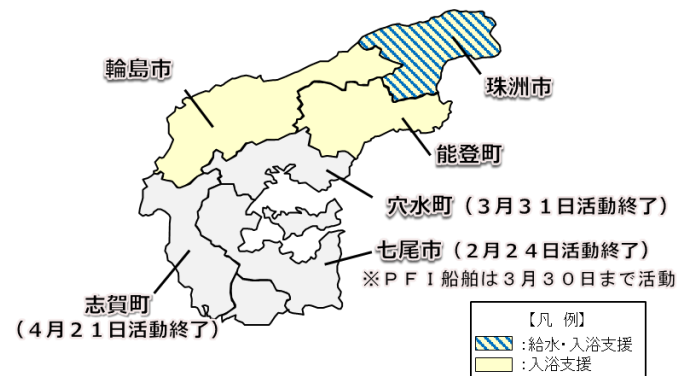 輪島市
珠洲市
能登町
穴水町（３月３１日活動終了）
七尾市（２月２４日活動終了）
※ＰＦＩ船舶は３月３０日まで活動
志賀町
（４月２１日活動終了）
【凡 例】
：給水・入浴支援
：入浴支援